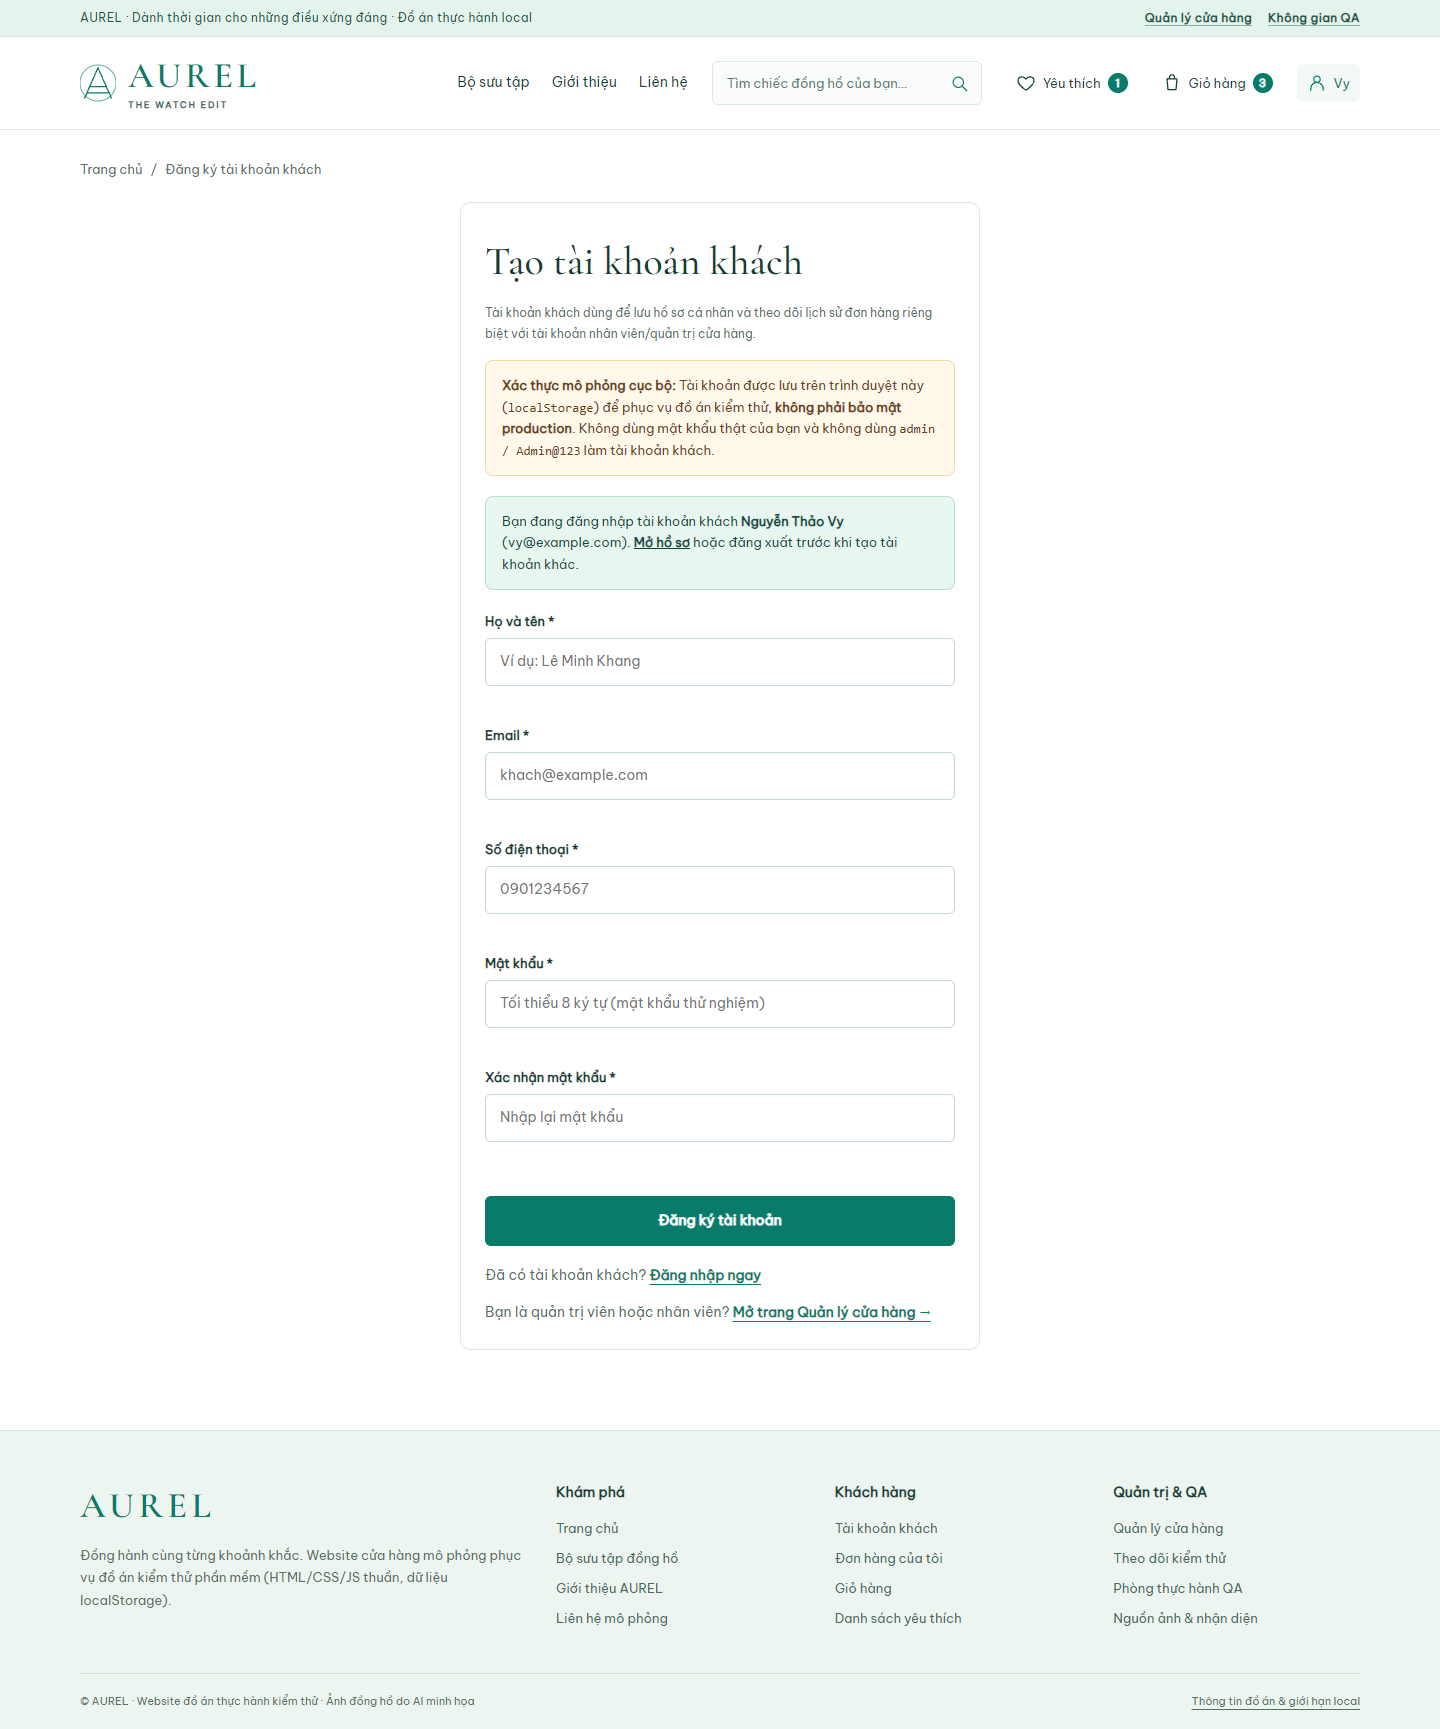 AUREL · Dành thời gian cho những điều xứng đáng · Đồ án thực hành local
Quản lý cửa hàng Không gian QA
AUREL
THE WATCH EDIT
Bộ sưu tập Giới thiệu Liên hệ Tìm chiếc đồng hồ của bạn... Yêu thích 1 Giỏ hàng 3 Vy
Trang chủ / Đăng ký tài khoản khách
Tạo tài khoản khách
Tài khoản khách dùng để lưu hồ sơ cá nhân và theo dõi lịch sử đơn hàng riêng
biệt với tài khoản nhân viên/quản trị cửa hàng.
Xác thực mô phỏng cục bộ: Tài khoản được lưu trên trình duyệt này
(localStorage) để phục vụ đồ án kiểm thử, không phải bảo mật
production. Không dùng mật khẩu thật của bạn và không dùng admin
/ Admin@123 làm tài khoản khách.
Bạn đang đăng nhập tài khoản khách Nguyễn Thảo Vy
(vy@example.com). Mở hồ sơ hoặc đăng xuất trước khi tạo tài
khoản khác.
Họ và tên *
Ví dụ: Lê Minh Khang
Email *
khach@example.com
Số điện thoại *
0901234567
Mật khẩu *
Tối thiểu 8 ký tự (mật khẩu thử nghiệm)
Xác nhận mật khẩu *
Nhập lại mật khẩu
Đăng ký tài khoản
Đã có tài khoản khách? Đăng nhập ngay
Bạn là quản trị viên hoặc nhân viên? Mở trang Quản lý cửa hàng →
AUREL
Đồng hành cùng từng khoảnh khắc. Website cửa hàng mô phỏng phục
vụ đồ án kiểm thử phần mềm (HTML/CSS/JS thuần, dữ liệu
localStorage).
Khám phá
Trang chủ
Bộ sưu tập đồng hồ
Giới thiệu AUREL
Liên hệ mô phỏng
Khách hàng
Tài khoản khách
Đơn hàng của tôi
Giỏ hàng
Danh sách yêu thích
Quản trị & QA
Quản lý cửa hàng
Theo dõi kiểm thử
Phòng thực hành QA
Nguồn ảnh & nhận diện
© AUREL · Website đồ án thực hành kiểm thử · Ảnh đồng hồ do AI minh họa
Thông tin đồ án & giới hạn local